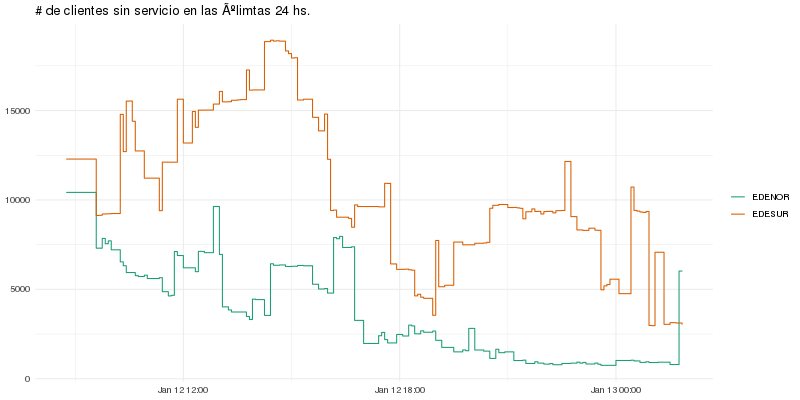 # de clientes sin servicio en las Ãºlimtas 24 hs.
15000
10000
5000
0
Jan 12 12:00
Jan 12 18:00
Jan 13 00:00
EDENOR
EDESUR